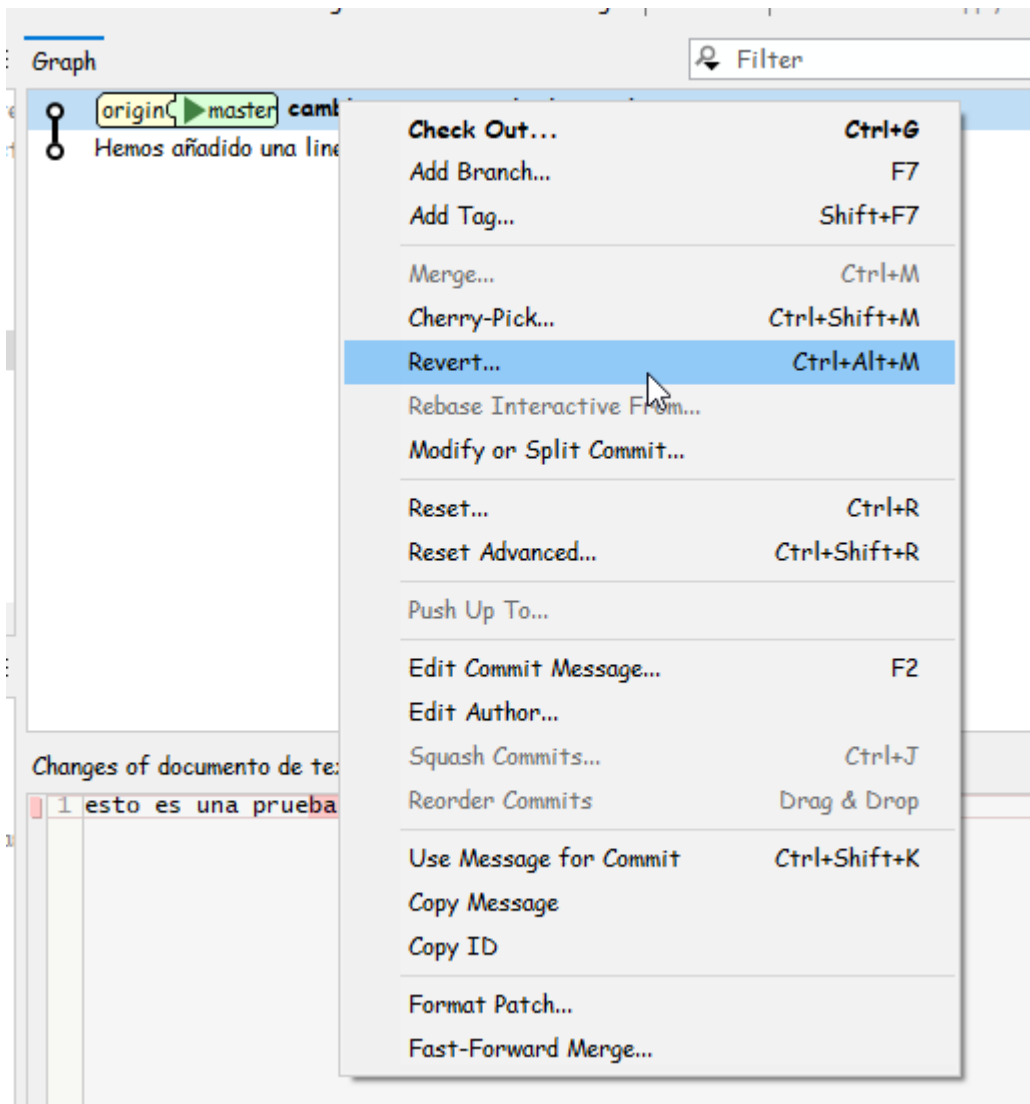 Graph
Filter
origin master
Hemos añadido una
Check Out... Ctrl+G
Add Branch... F7
Add Tag... Shift+F7
Merge... Ctrl+M
Cherry-Pick... Ctrl+Shift+M
Revert... Ctrl+Alt+M
Rebase Interactive From...
Modify or Split Commit...
Reset... Ctrl+R
Reset Advanced... Ctrl+Shift+R
Push Up To...
Edit Commit Message... F2
Edit Author...
Squash Commits... Ctrl+J
Reorder Commits Drag & Drop
Use Message for Commit Ctrl+Shift+K
Copy Message
Copy ID
Format Patch...
Fast-Forward Merge...
Changes of documento de
1 esto es una prueba